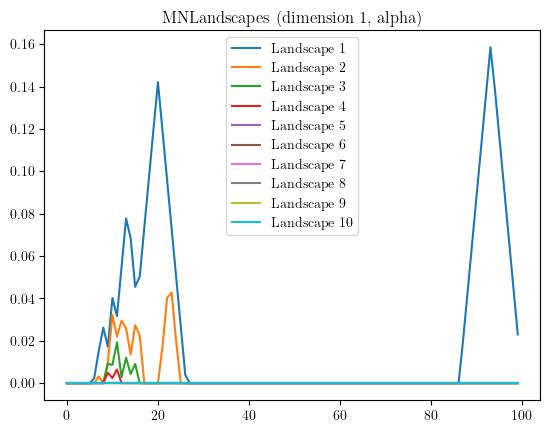 MNLandscapes (dimension 1, alpha)
0.16
0.14
0.12
0.10
0.08
0.06
0.04
0.02
0.00
0
20
40
60
80
100
Landscape 1
Landscape 2
Landscape 3
Landscape 4
Landscape 5
Landscape 6
Landscape 7
Landscape 8
Landscape 9
Landscape 10